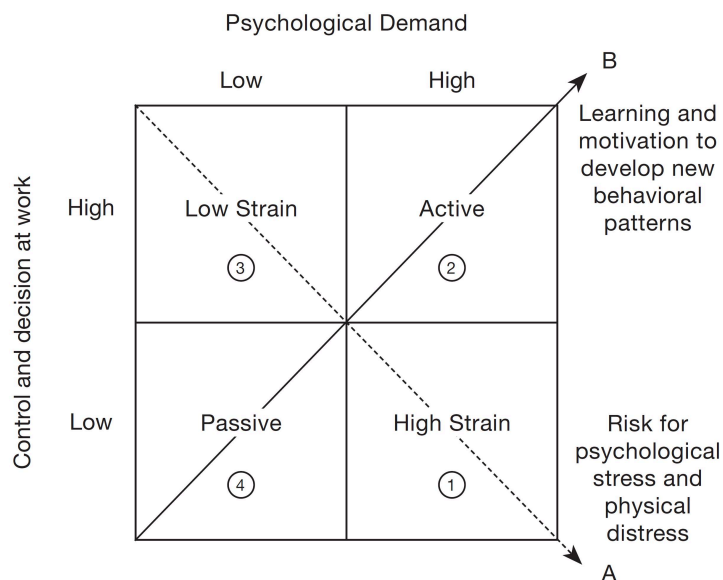 Psychological Demand
Low
High
B
Learning and
motivation to
develop new
behavioral
patterns
Control and decision at work
High
Low Strain
Active
3
2
Low
Passive
High Strain
4
1
Risk for
psychological
stress and
physical
distress
A